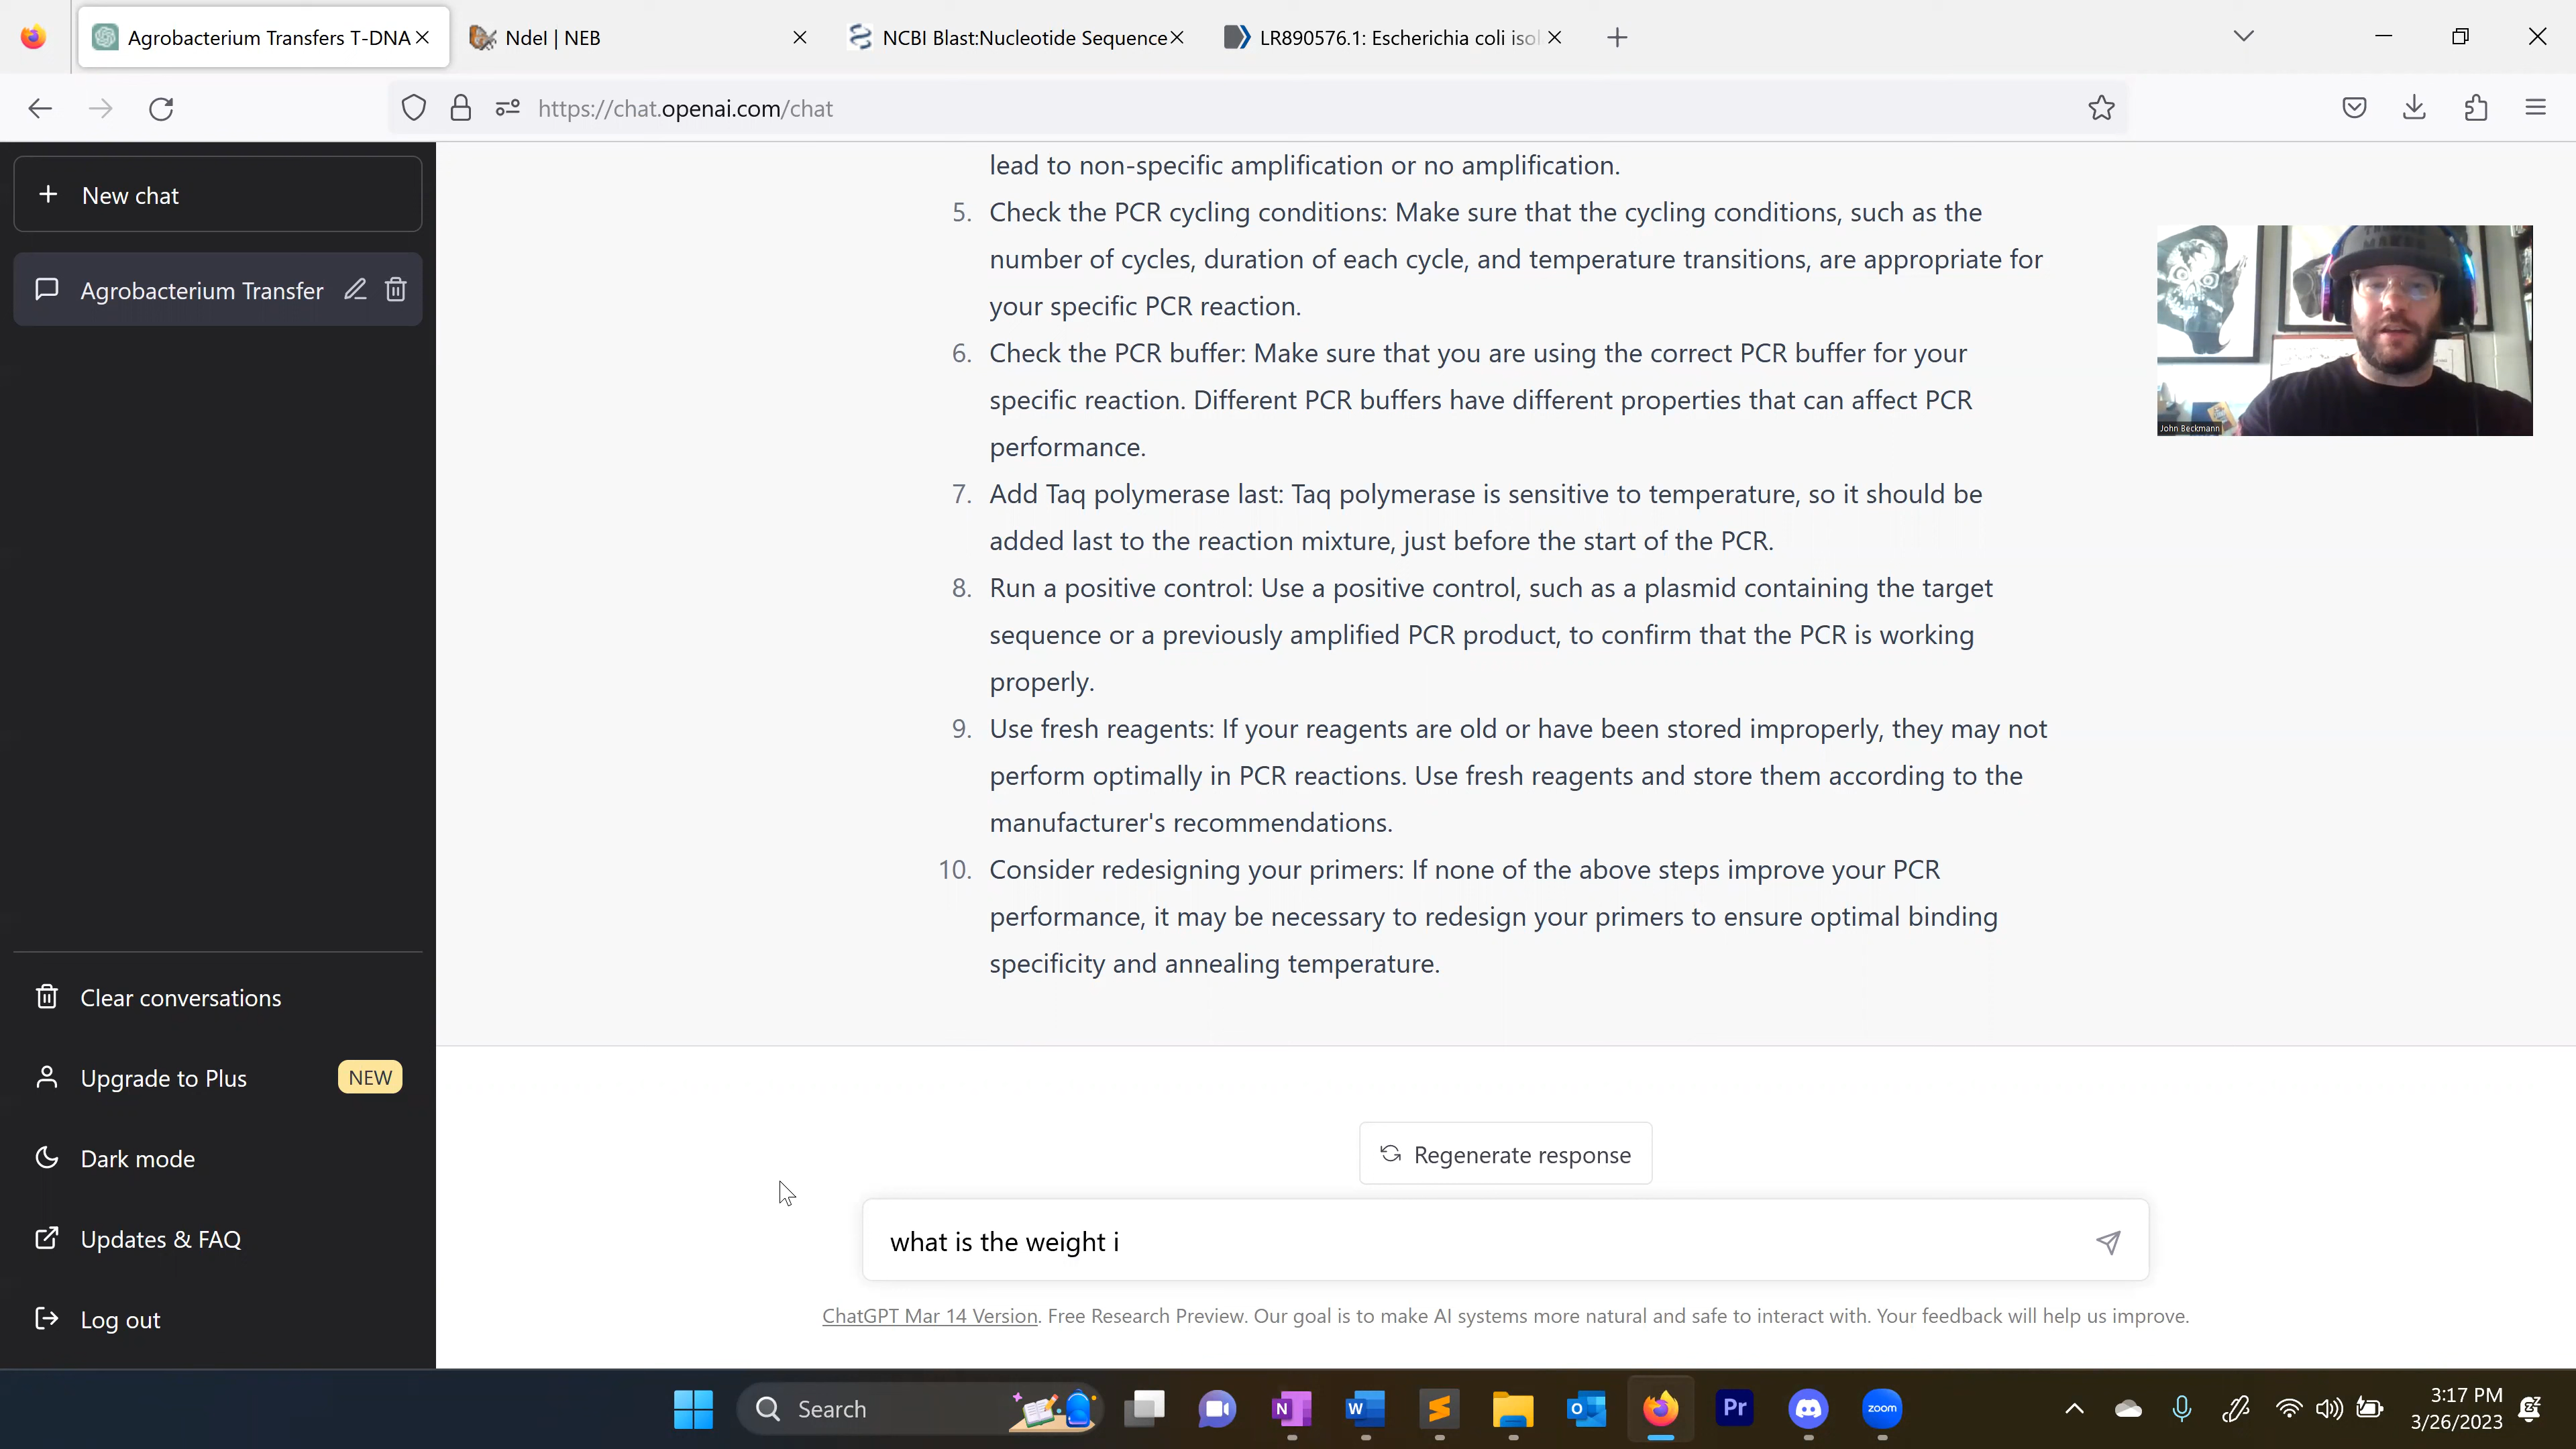 Agrobacterium Transfers T-DNA
NdeI | NEB
NCBI Blast:Nucleotide Sequence
LR890576.1: Escherichia coli isol
https://chat.openai.com/chat
New chat
Agrobacterium Transfer
lead to non-specific amplification or no amplification.
5. Check the PCR cycling conditions: Make sure that the cycling conditions, such as the
number of cycles, duration of each cycle, and temperature transitions, are appropriate for
your specific PCR reaction.
6. Check the PCR buffer: Make sure that you are using the correct PCR buffer for your
specific reaction. Different PCR buffers have different properties that can affect PCR
performance.
7. Add Taq polymerase last: Taq polymerase is sensitive to temperature, so it should be
added last to the reaction mixture, just before the start of the PCR.
8. Run a positive control: Use a positive control, such as a plasmid containing the target
sequence or a previously amplified PCR product, to confirm that the PCR is working
properly.
9. Use fresh reagents: If your reagents are old or have been stored improperly, they may not
perform optimally in PCR reactions. Use fresh reagents and store them according to the
manufacturer's recommendations.
10. Consider redesigning your primers: If none of the above steps improve your PCR
performance, it may be necessary to redesign your primers to ensure optimal binding
specificity and annealing temperature.
John Beckmann
Clear conversations
Upgrade to Plus NEW
Dark mode
Updates & FAQ
Log out
Regenerate response
what is the weight i
ChatGPT Mar 14 Version. Free Research Preview. Our goal is to make AI systems more natural and safe to interact with. Your feedback will help us improve.
Search
N
W
O
Pr
zoom
3:17 PM
3/26/2023